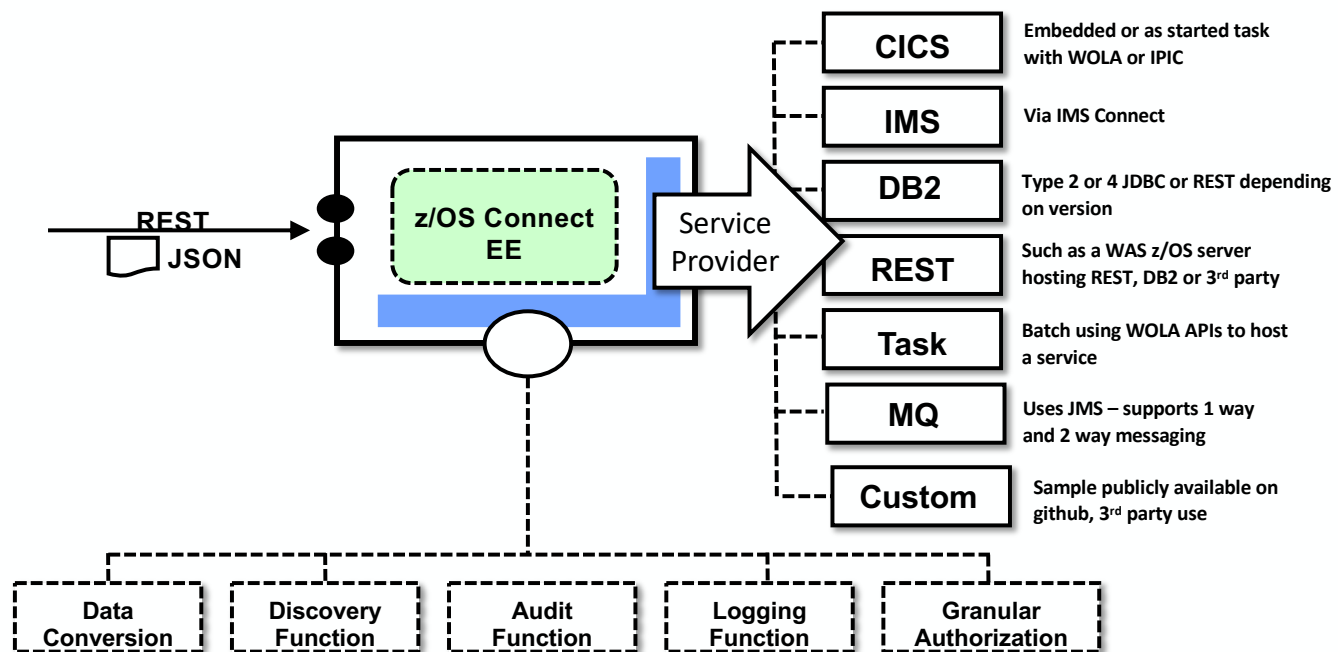 REST
JSON
z/OS Connect
EE
Service
Provider
CICS
Embedded or as started task
with WOLA or IPIC
IMS
Via IMS Connect
DB2
Type 2 or 4 JDBC or REST depending
on version
REST
Such as a WAS z/OS server
hosting REST, DB2 or 3rd party
Task
Batch using WOLA APIs to host
a service
MQ
Uses JMS – supports 1 way
and 2 way messaging
Custom
Sample publicly available on
github, 3rd party use
Data
Conversion
Discovery
Function
Audit
Function
Logging
Function
Granular
Authorization